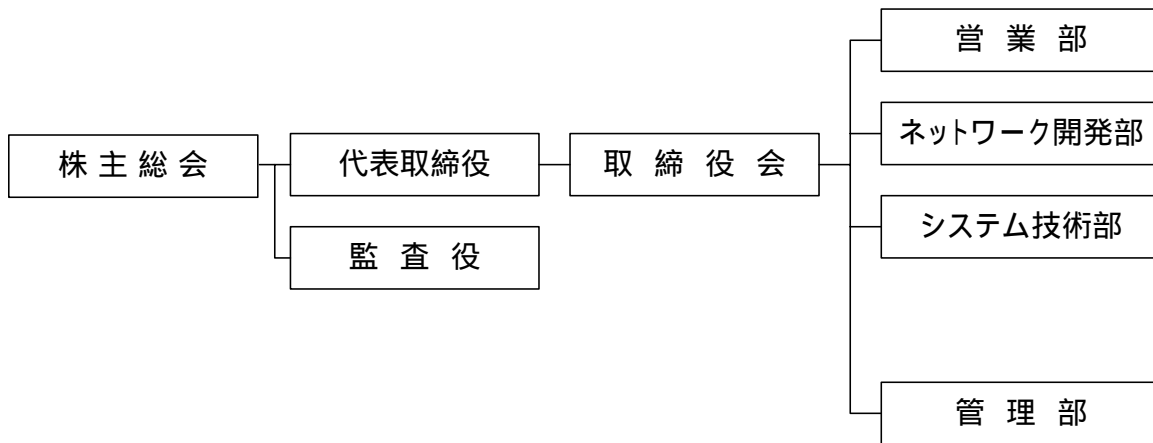 営業部
ネットワーク開発部
株主総会
代表取締役
取締役会
システム技術部
監査役
管理部